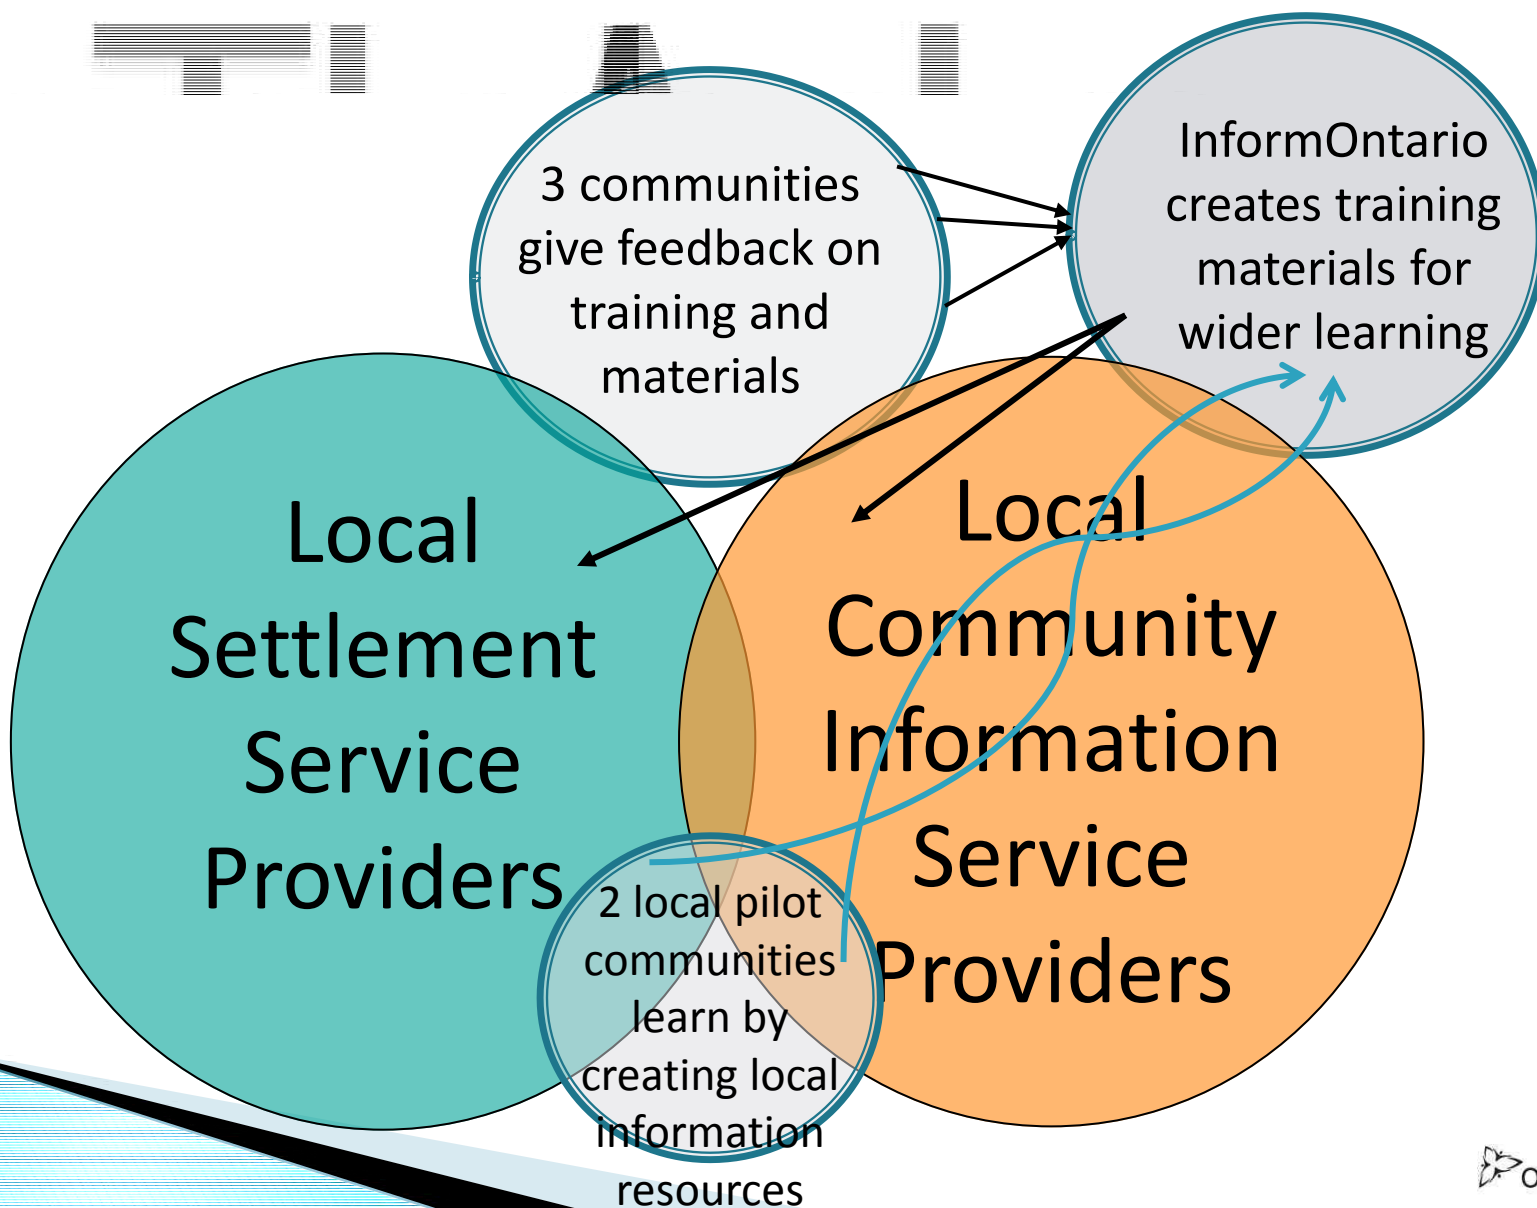 3 communities
give feedback on
training and
materials
InformOntario
creates training
materials for
wider learning
Local
Settlement
Service
Providers
Local
Community
Information
Service
Providers
2 local pilot
communities
learn by
creating local
information
resources